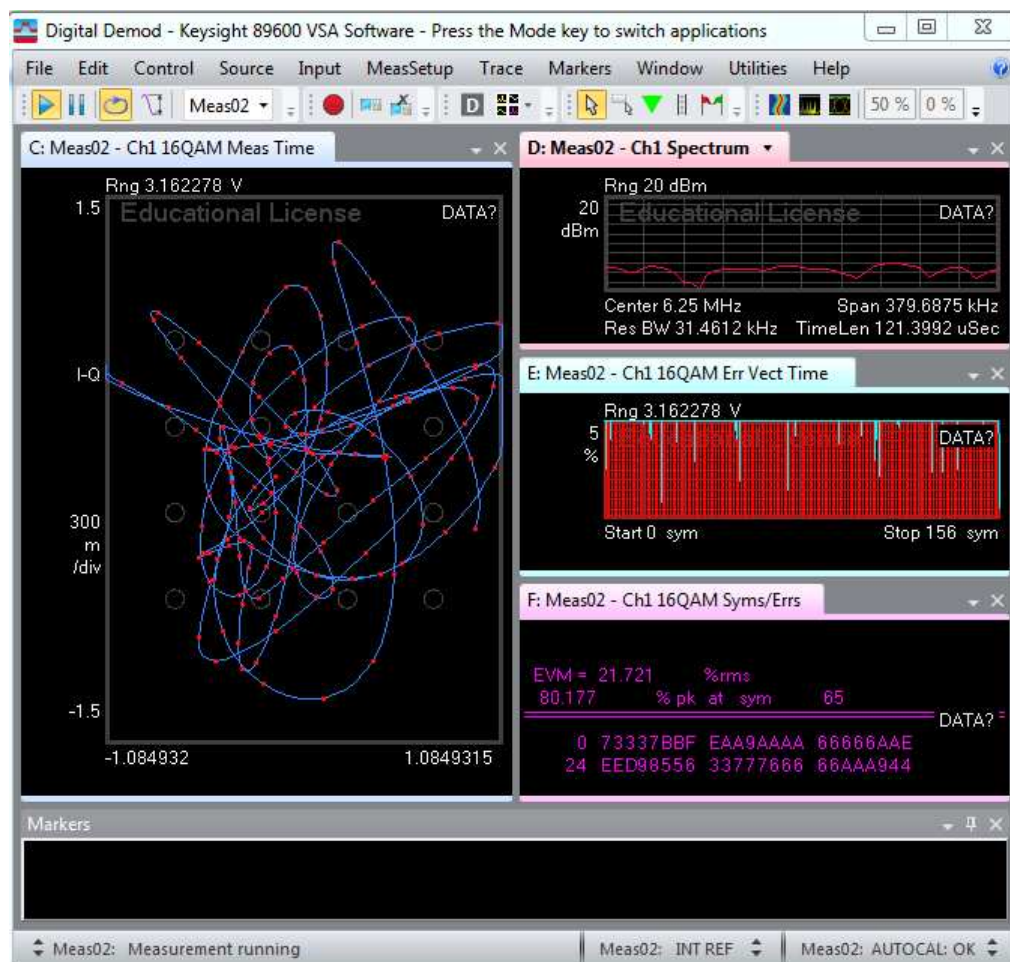 Digital Demod - Keysight 89600 VSA Software - Press the Mode key to switch applications
File Edit Control Source Input MeasSetup Trace Markers Window Utilities Help
Meas02 D 50 % 0 %
C: Meas02 - Ch1 16QAM Meas Time
Rng 3.162278 V
1.5 Educational License DATA?
I-Q
300
m
/div
-1.5
-1.084932 1.0849315
D: Meas02 - Ch1 Spectrum
Rng 20 dBm
20 Educational License DATA?
dBm
Center 6.25 MHz Span 379.6875 kHz
Res BW 31.4612 kHz TimeLen 121.3992 uSec
E: Meas02 - Ch1 16QAM Err Vect Time
Rng 3.162278 V
5 DATA?
%
Start 0 sym Stop 156 sym
F: Meas02 - Ch1 16QAM Syms/Errs
EVM = 21.721 %rms
80.177 % pk at sym 65
DATA?
0 73337BBF EAA9AAAA 66666AAE
24 EED98556 33777666 66AAA944
Markers
Meas02: Measurement running Meas02: INT REF Meas02: AUTOCAL: OK